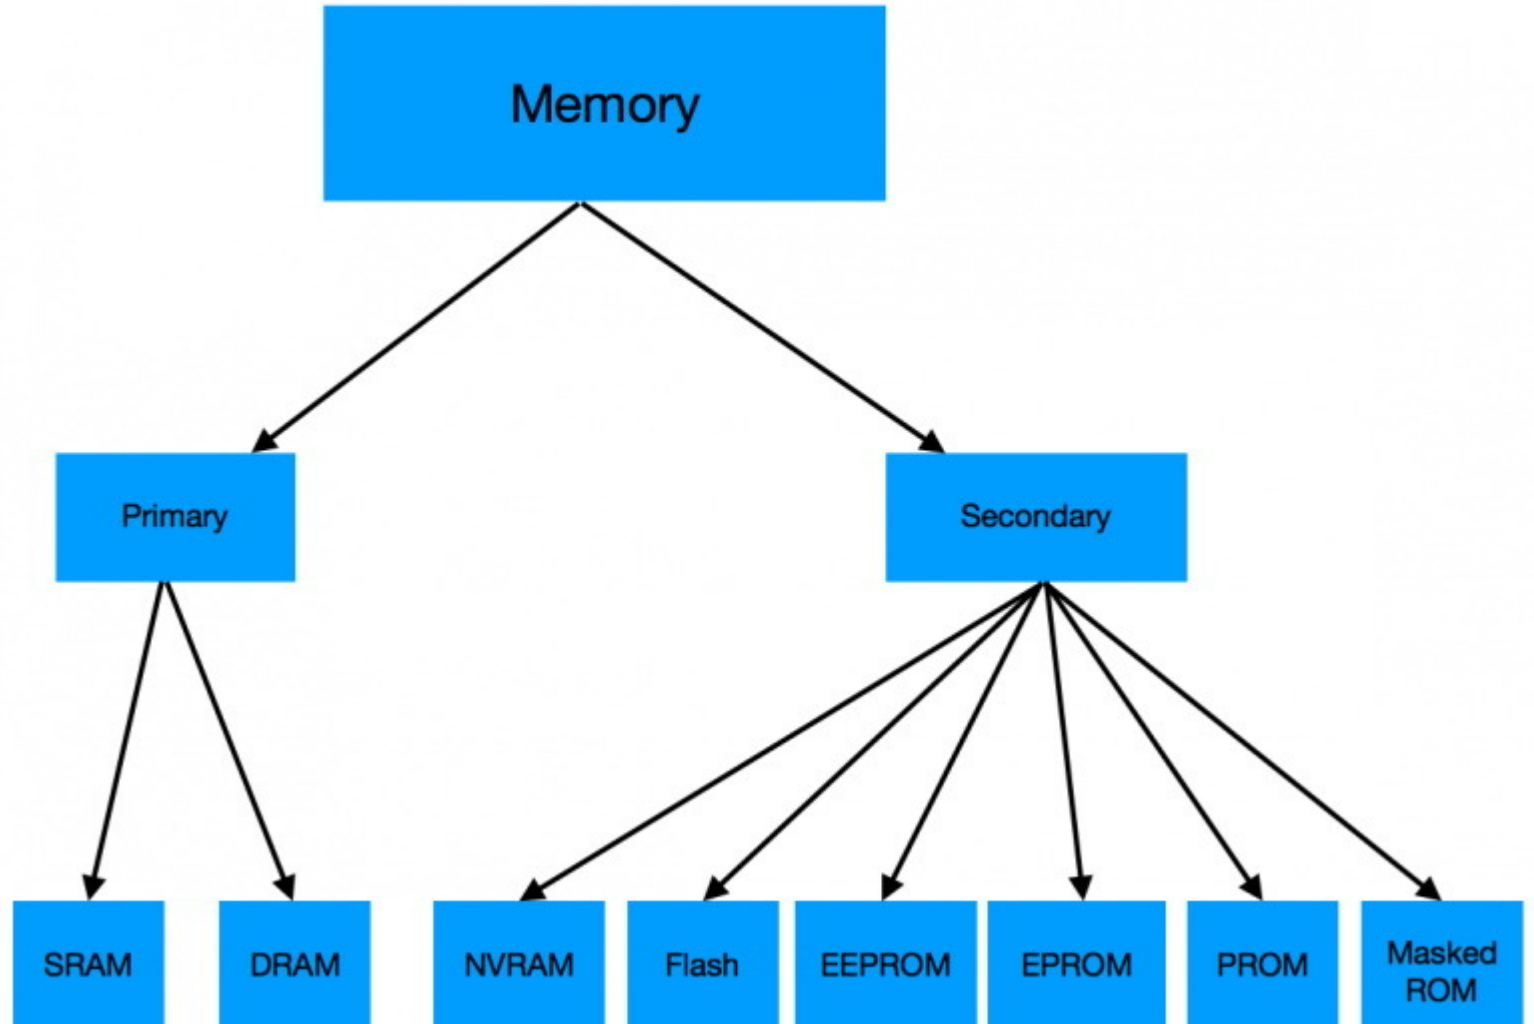 Memory
Primary
Secondary
SRAM
DRAM
NVRAM
Flash
EEPROM
EPROM
PROM
Masked
ROM